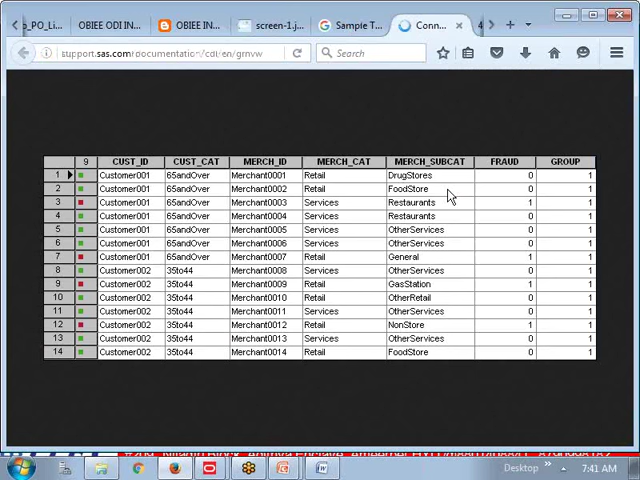 _PO_Li...
OBIEE ODI IN...
OBIEE IN...
screen-1.j...
Sample T...
Conn...
4
support.sas.com/documentation/cdl/en/grnvw
Search
9 CUST_ID CUST_CAT MERCH_ID MERCH_CAT MERCH_SUBCAT FRAUD GROUP
1 Customer001 65andOver Merchant0001 Retail DrugStores 0 1
2 Customer001 65andOver Merchant0002 Retail FoodStore 0 1
3 Customer001 65andOver Merchant0003 Services Restaurants 1 1
4 Customer001 65andOver Merchant0004 Services Restaurants 0 1
5 Customer001 65andOver Merchant0005 Services OtherServices 0 1
6 Customer001 65andOver Merchant0006 Services OtherServices 0 1
7 Customer001 65andOver Merchant0007 Retail General 1 1
8 Customer002 35to44 Merchant0008 Services OtherServices 0 1
9 Customer002 35to44 Merchant0009 Retail GasStation 1 1
10 Customer002 35to44 Merchant0010 Retail OtherRetail 0 1
11 Customer002 35to44 Merchant0011 Services OtherServices 0 1
12 Customer002 35to44 Merchant0012 Retail NonStore 1 1
13 Customer002 35to44 Merchant0013 Services OtherServices 0 1
14 Customer002 35to44 Merchant0014 Retail FoodStore 0 1
Desktop
7:41 AM